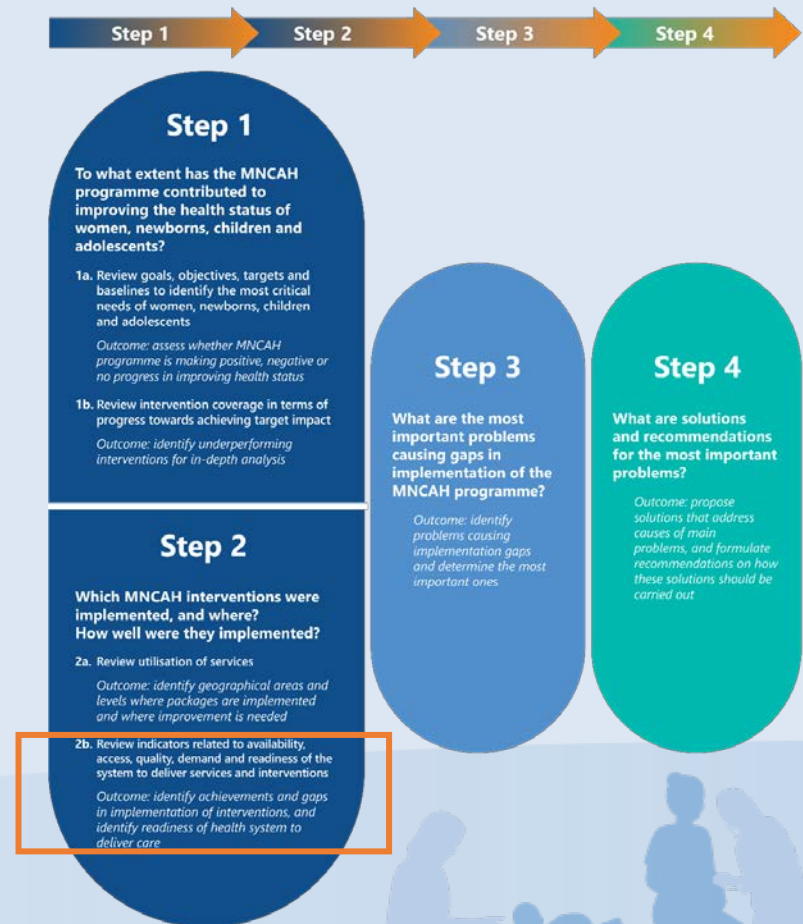 Step 1
Step 2
Step 3
Step 4
Step 1
To what extent has the MNCAH
programme contributed to
improving the health status of
women, newborns, children and
adolescents?
1a. Review goals, objectives, targets and
baselines to identify the most critical
needs of women, newborns, children
and adolescents
Outcome: assess whether MNCAH
programme is making positive, negative or
no progress in improving health status
1b. Review intervention coverage in terms of
progress towards achieving target impact
Outcome: identify underperforming
interventions for in-depth analysis
Step 2
Which MNCAH interventions were
implemented, and where?
How well were they implemented?
2a. Review utilisation of services
Outcome: identify geographical areas and
levels where packages are implemented
and where improvement is needed
2b. Review indicators related to availability,
access, quality, demand and readiness of the
system to deliver services and interventions
Outcome: identify achievements and gaps
in implementation of interventions, and
identify readiness of health system to
deliver care
Step 3
What are the most
important problems
causing gaps in
implementation of the
MNCAH programme?
Outcome: identify
problems causing
implementation gaps
and determine the most
important ones
Step 4
What are solutions
and recommendations
for the most important
problems?
Outcome: propose
solutions that address
causes of main
problems, and formulate
recommendations on how
these solutions should be
carried out